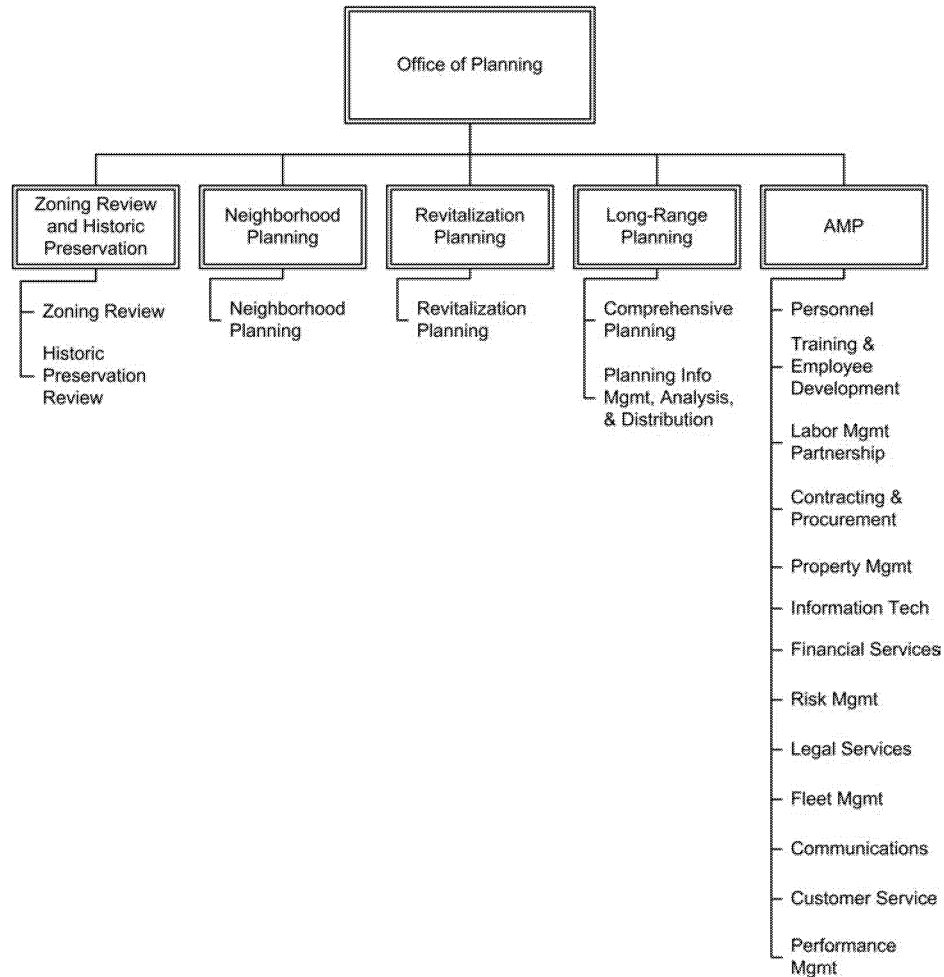 Office of Planning
Zoning Review
and Historic
Preservation
Neighborhood
Planning
Revitalization
Planning
Long-Range
Planning
AMP
Zoning Review
Historic
Preservation
Review
Neighborhood
Planning
Revitalization
Planning
Comprehensive
Planning
Planning Info
Mgmt, Analysis,
& Distribution
Personnel
Training &
Employee
Development
Labor Mgmt
Partnership
Contracting &
Procurement
Property Mgmt
Information Tech
Financial Services
Risk Mgmt
Legal Services
Fleet Mgmt
Communications
Customer Service
Performance
Mgmt